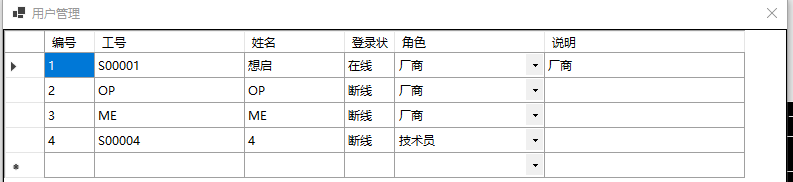 用户管理
编号 工号 姓名 登录状 角色 说明
1 S00001 想启 在线 厂商 厂商
2 OP OP 断线 厂商
3 ME ME 断线 厂商
4 S00004 4 断线 技术员